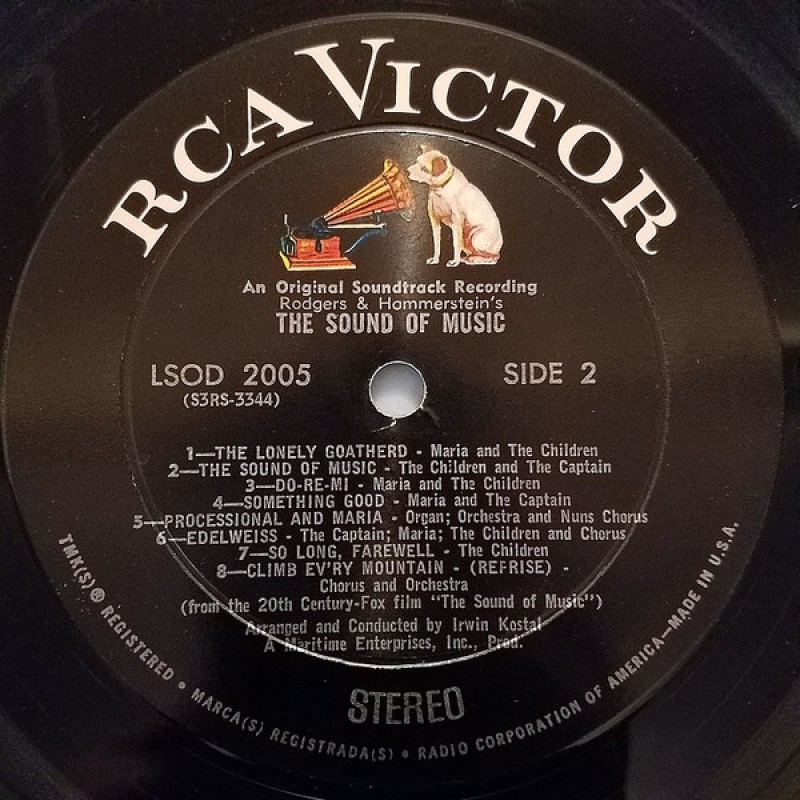 RCA VICTOR
An Original Soundtrack Recording
Rodgers & Hammerstein's
THE SOUND OF MUSIC
LSOD 2005
(S3RS-3344)
SIDE 2
1—THE LONELY GOATHERD - Maria and The Children
2—THE SOUND OF MUSIC - The Children and The Captain
3—DO-RE-MI - Maria and The Children
4—SOMETHING GOOD - Maria and The Captain
5—PROCESSIONAL AND MARIA - Organ; Orchestra and Nuns Chorus
6—EDELWEISS - The Captain; Maria; The Children and Chorus
7—SO LONG, FAREWELL - The Children
8—CLIMB EV'RY MOUNTAIN - (REFRISE) -
Chorus and Orchestra
(from the 20th Century-Fox film "The Sound of Music")
Arranged and Conducted by Irwin Kostal
A Maritime Enterprises, Inc., Prod.
STEREO
TMK(S) ® REGISTERED • MARCA(S) REGISTRADA(S) • RADIO CORPORATION OF AMERICA—MADE IN U.S.A.